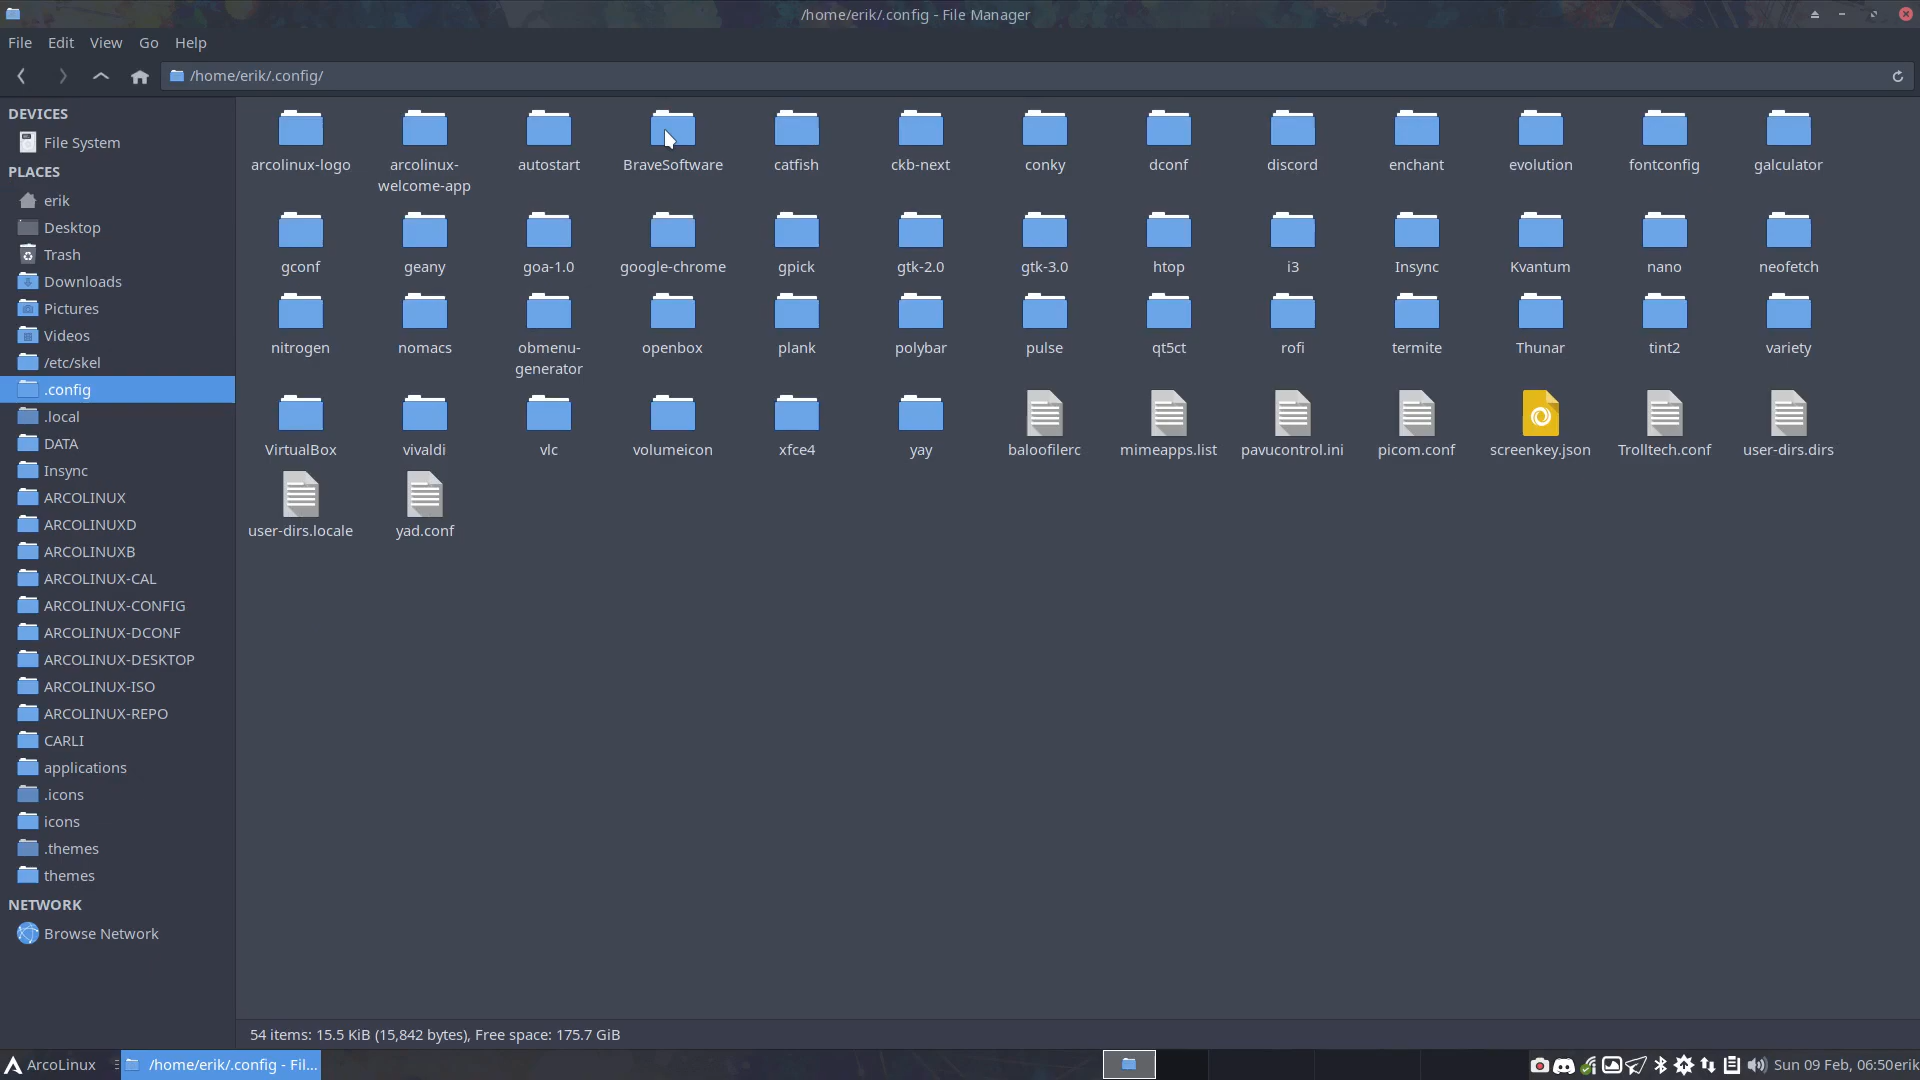 /home/erik/.config - File Manager
File Edit View Go Help
/home/erik/.config/
DEVICES
File System
PLACES
erik
Desktop
Trash
Downloads
Pictures
Videos
/etc/skel
.config
.local
DATA
Insync
ARCOLINUX
ARCOLINUXD
ARCOLINUXB
ARCOLINUX-CAL
ARCOLINUX-CONFIG
ARCOLINUX-DCONF
ARCOLINUX-DESKTOP
ARCOLINUX-ISO
ARCOLINUX-REPO
CARLI
applications
.icons
icons
.themes
themes
NETWORK
Browse Network
arcolinux-logo
arcolinux-
welcome-app
autostart
BraveSoftware
catfish
ckb-next
conky
dconf
discord
enchant
evolution
fontconfig
galculator
gconf
geany
goa-1.0
google-chrome
gpick
gtk-2.0
gtk-3.0
htop
i3
Insync
Kvantum
nano
neofetch
nitrogen
nomacs
obmenu-
generator
openbox
plank
polybar
pulse
qt5ct
rofi
termite
Thunar
tint2
variety
VirtualBox
vivaldi
vlc
volumeicon
xfce4
yay
baloofilerc
mimeapps.list
pavucontrol.ini
picom.conf
screenkey.json
Trolltech.conf
user-dirs.dirs
user-dirs.locale
yad.conf
54 items: 15.5 KiB (15,842 bytes), Free space: 175.7 GiB
ArcoLinux
/home/erik/.config - Fil...
Sun 09 Feb, 06:50erik